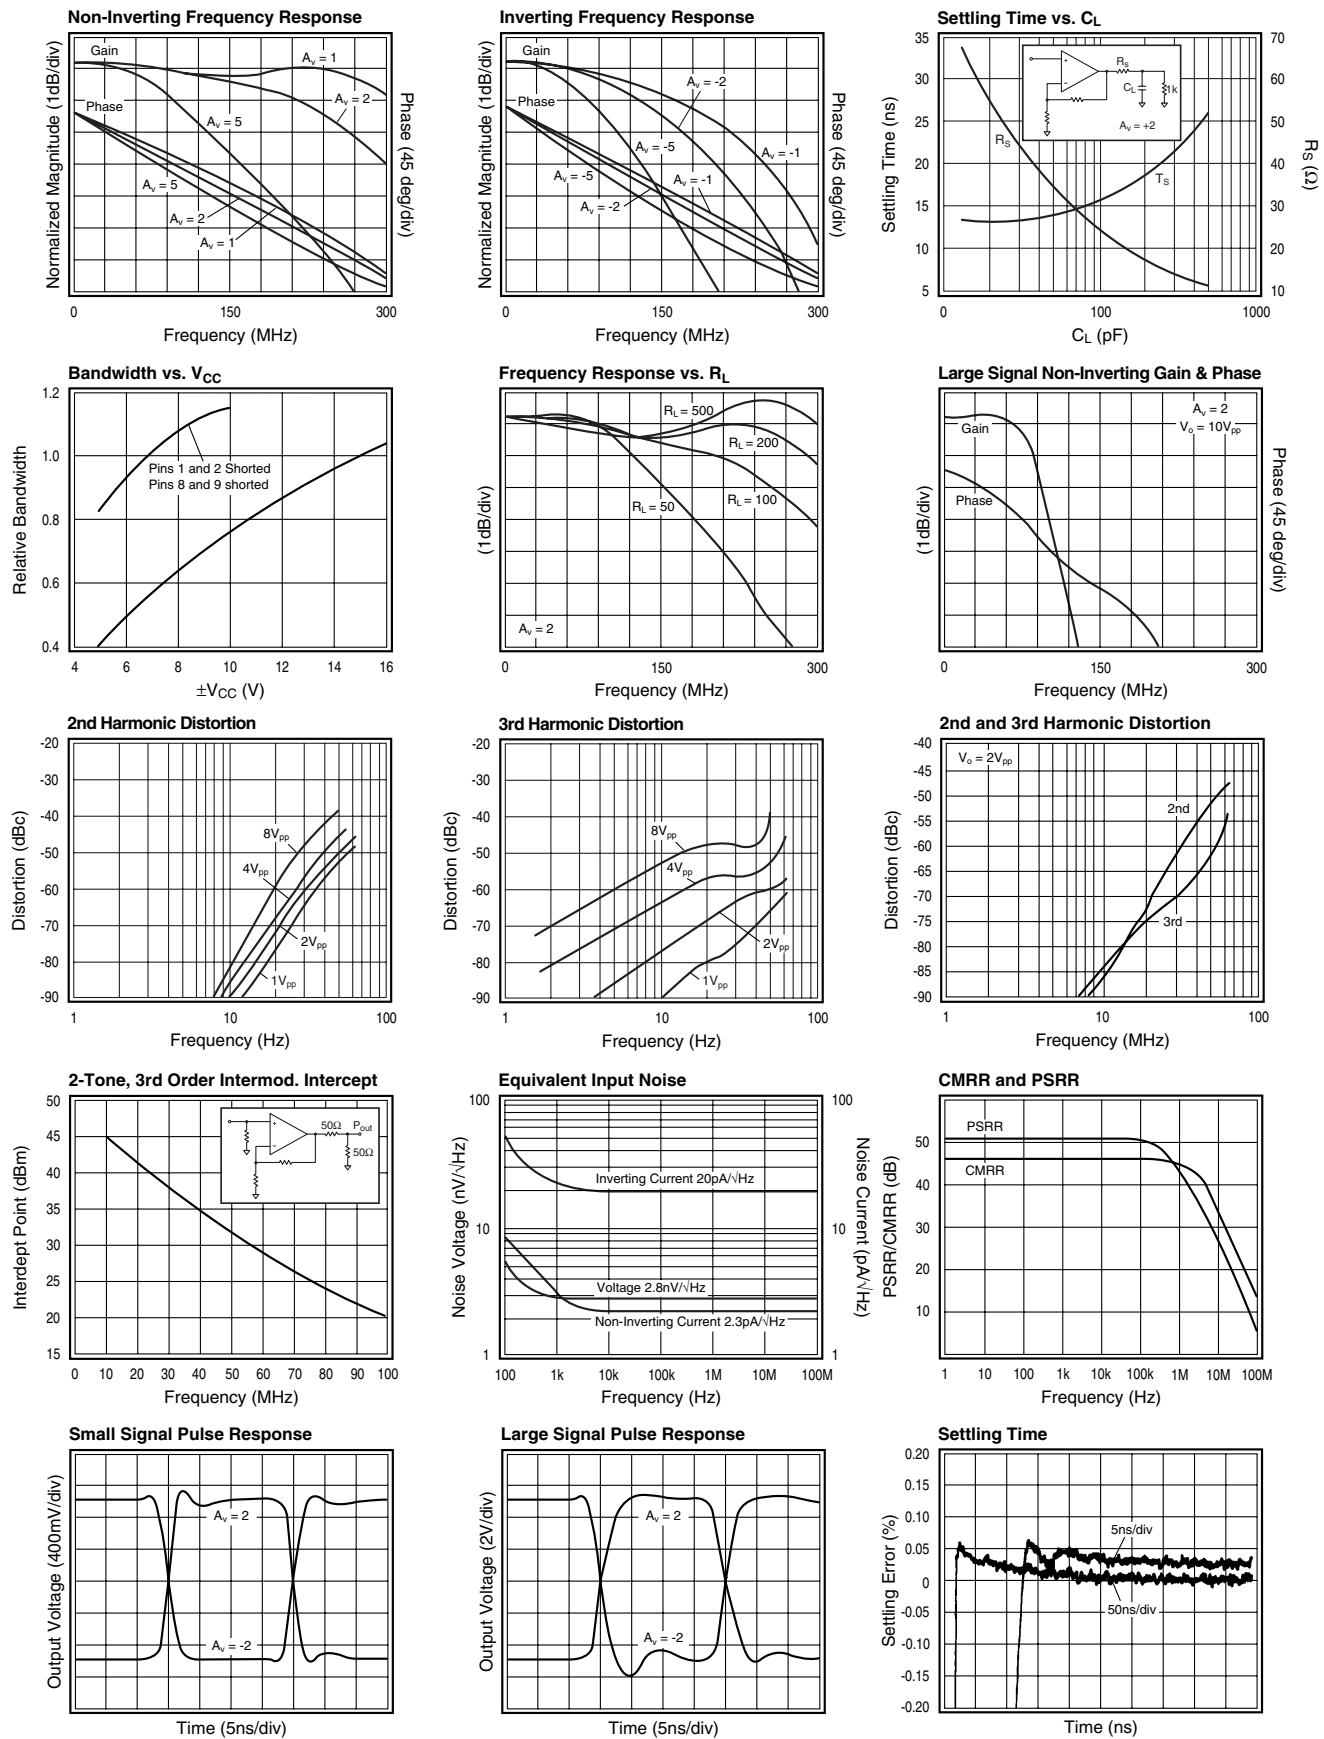 Non-Inverting Frequency Response
Normalized Magnitude (1dB/div)
Gain
Phase
Av = 1
Av = 2
Av = 5
Av = 5
Av = 2
Av = 1
Phase (45 deg/div)
0 150 300
Frequency (MHz)
Inverting Frequency Response
Normalized Magnitude (1dB/div)
Gain
Phase
Av = -2
Av = -5
Av = -1
Av = -5
Av = -1
Av = -2
Phase (45 deg/div)
0 150 300
Frequency (MHz)
Settling Time vs. CL
Settling Time (ns)
35
30
25
20
15
10
5
RS
CL
1k
Av = +2
RS
TS
70
60
50
40
30
20
10
RS (Ω)
0 100 1000
CL (pF)
Bandwidth vs. VCC
Relative Bandwidth
1.2
1.0
0.8
0.6
0.4
Pins 1 and 2 Shorted
Pins 8 and 9 shorted
4 6 8 10 12 14 16
±VCC (V)
Frequency Response vs. RL
(1dB/div)
RL = 500
RL = 200
RL = 100
RL = 50
Av = 2
0 150 300
Frequency (MHz)
Large Signal Non-Inverting Gain & Phase
(1dB/div)
Av = 2
Vo = 10Vpp
Gain
Phase
Phase (45 deg/div)
0 150 300
Frequency (MHz)
2nd Harmonic Distortion
Distortion (dBc)
-20
-30
-40
-50
-60
-70
-80
-90
8Vpp
4Vpp
2Vpp
1Vpp
1 10 100
Frequency (Hz)
3rd Harmonic Distortion
Distortion (dBc)
-20
-30
-40
-50
-60
-70
-80
-90
8Vpp
4Vpp
2Vpp
1Vpp
1 10 100
Frequency (Hz)
2nd and 3rd Harmonic Distortion
Distortion (dBc)
-40
-45
-50
-55
-60
-70
-75
-80
-85
-90
Vo = 2Vpp
2nd
3rd
1 10 100
Frequency (MHz)
2-Tone, 3rd Order Intermod. Intercept
Interdept Point (dBm)
50
45
40
35
30
25
20
15
50Ω
Pout
50Ω
0 10 20 30 40 50 60 70 80 90 100
Frequency (MHz)
Equivalent Input Noise
Noise Voltage (nV/√Hz)
100
10
1
Inverting Current 20pA/√Hz
Voltage 2.8nV/√Hz
Non-Inverting Current 2.3pA/√Hz
100
10
1
Noise Current (pA/√Hz)
100 1k 10k 100k 1M 10M 100M
Frequency (Hz)
CMRR and PSRR
PSRR/CMRR (dB)
50
40
30
20
10
PSRR
CMRR
1 10 100 1k 10k 100k 1M 10M 100M
Frequency (Hz)
Small Signal Pulse Response
Output Voltage (400mV/div)
Av = 2
Av = -2
Time (5ns/div)
Large Signal Pulse Response
Output Voltage (2V/div)
Av = 2
Av = -2
Time (5ns/div)
Settling Time
Settling Error (%)
0.20
0.15
0.10
0.05
0
-0.05
-0.10
-0.15
-0.20
5ns/div
50ns/div
Time (ns)